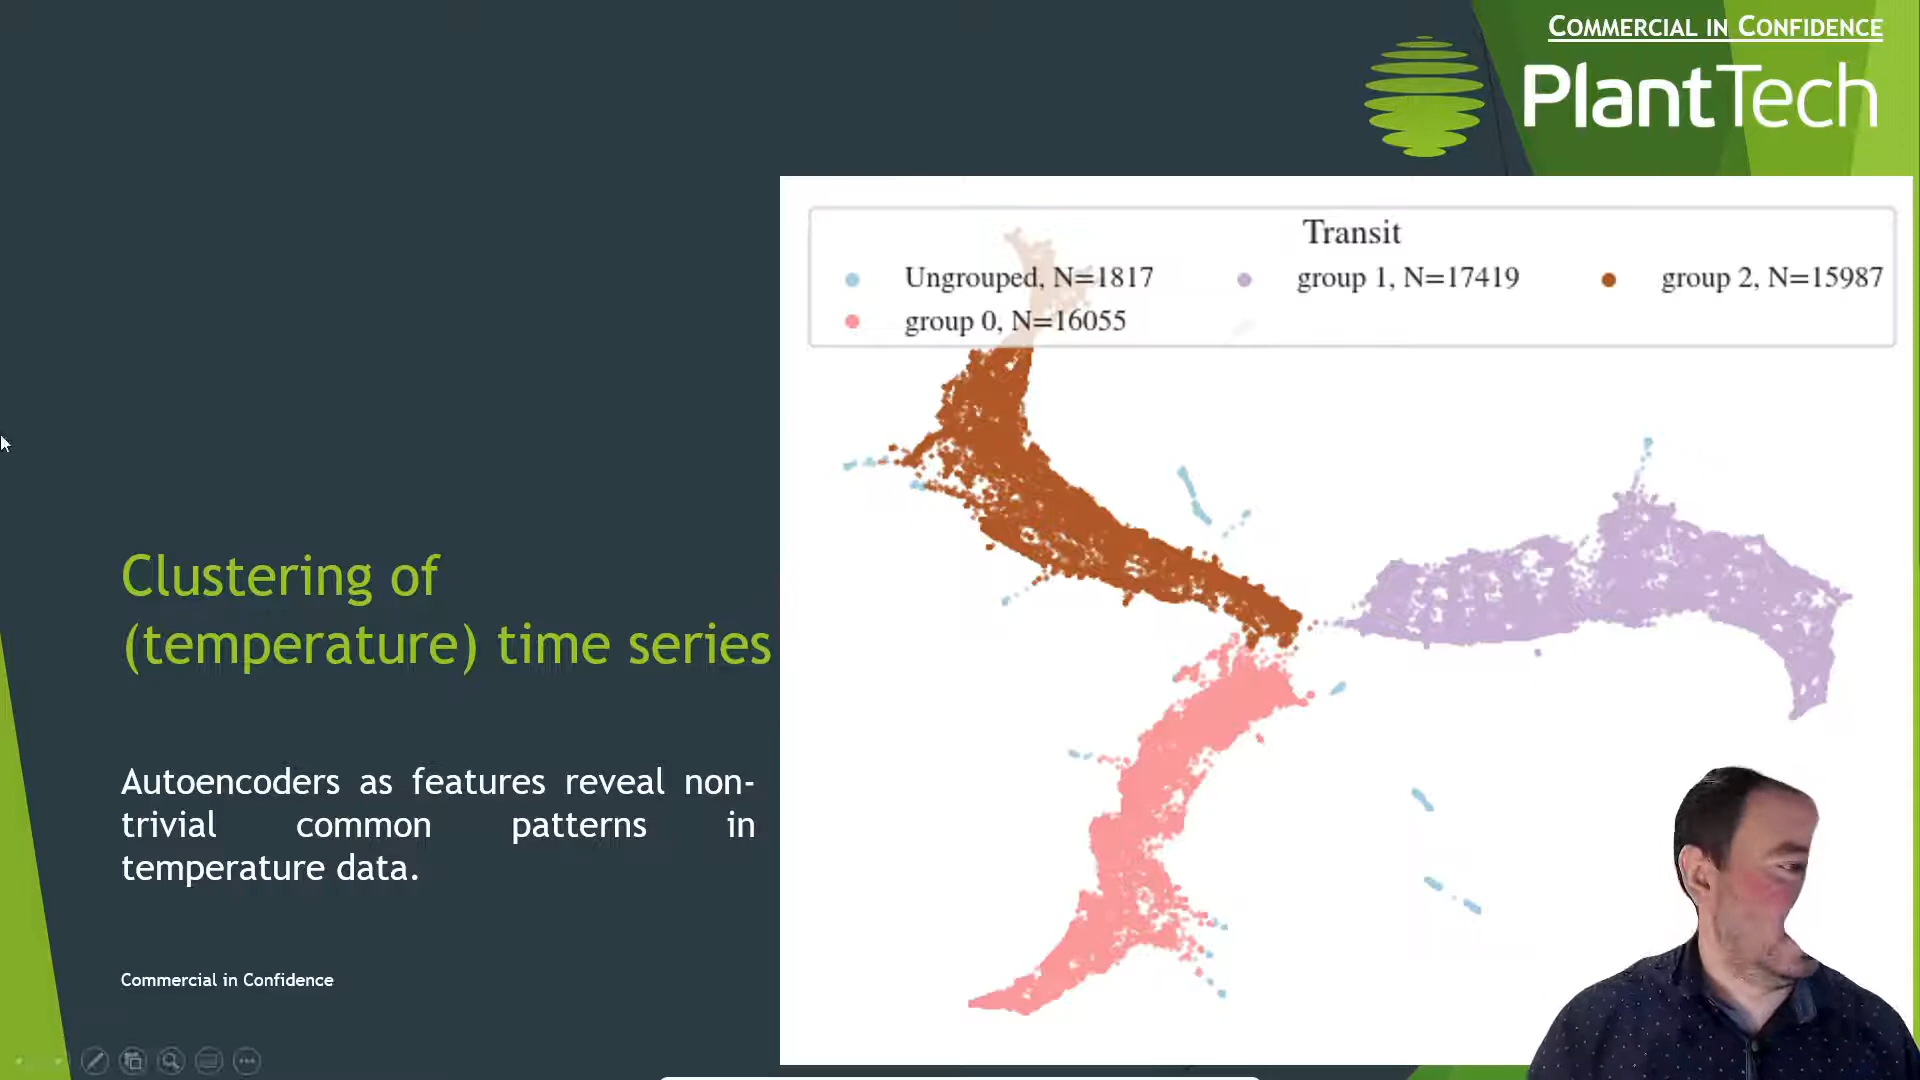 COMMERCIAL IN CONFIDENCE
PlantTech
Transit
Ungrouped, N=1817
group 1, N=17419
group 2, N=15987
group 0, N=16055
Clustering of
(temperature) time series
Autoencoders as features reveal non-
trivial common patterns in
temperature data.
Commercial in Confidence